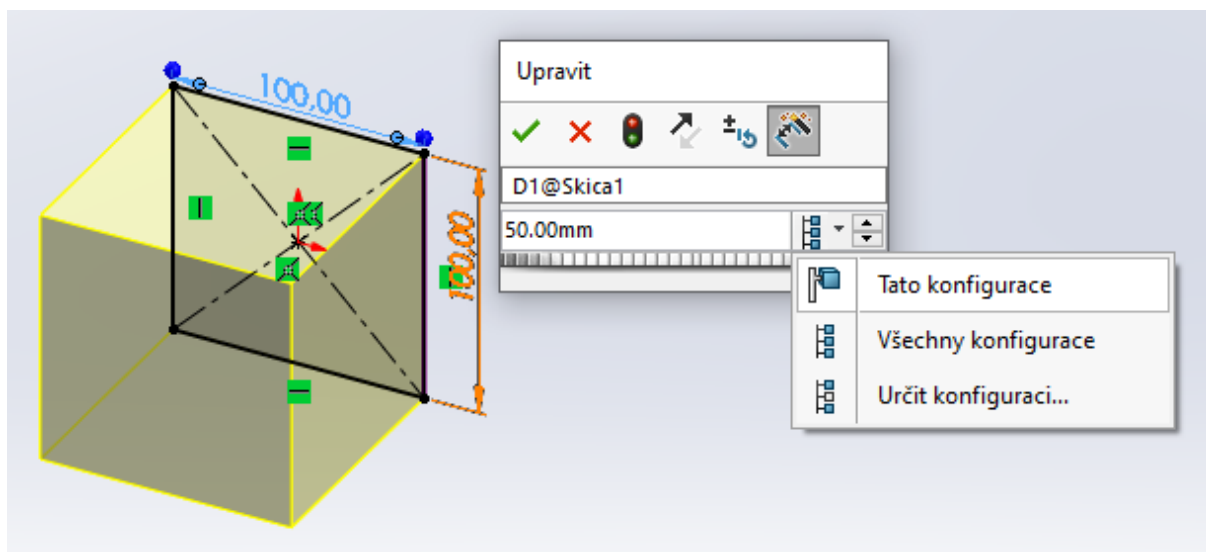 100,00
100,00
Upravit
D1@Skica1
50.00mm
Tato konfigurace
Všechny konfigurace
Určit konfiguraci...